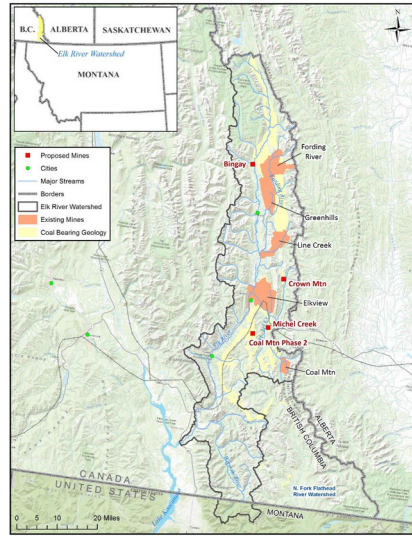 B.C.
ALBERTA
SASKATCHEWAN
Elk River Watershed
MONTANA
N
Proposed Mines
Cities
Major Streams
Borders
Elk River Watershed
Existing Mines
Coal Bearing Geology
Bingay
Fording
River
Greenhills
Line Creek
Crown Mtn
Elkview
Michel Creek
Coal Mtn Phase 2
Coal Mtn
ALBERTA
BRITISH COLUMBIA
CANADA
UNITED STATES
N. Fork Flathead
River Watershed
MONTANA
0 5 10 20 Miles